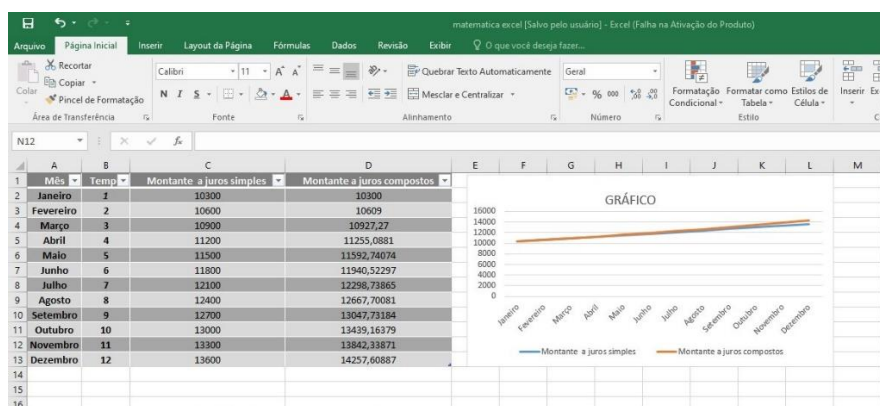 matematica excel [Salvo pelo usuário] - Excel (Falha na Ativação do Produto)
Arquivo Página Inicial Inserir Layout da Página Fórmulas Dados Revisão Exibir O que você deseja fazer...
Colar
Recortar
Copiar
Pincel de Formatação
Área de Transferência
Calibri 11 A A
N I S A
Fonte
Quebrar Texto Automaticamente
Mesclar e Centralizar
Alinhamento
Geral
% 000
Número
Formatação Condicional
Formatar como Tabela
Estilos de Célula
Estilo
Inserir Ex
C
N12 fx
A B C D E F G H I J K L M
1 Mês Temp Montante a juros simples Montante a juros compostos
2 Janeiro 1 10300 10300
3 Fevereiro 2 10600 10609
4 Março 3 10900 10927,27
5 Abril 4 11200 11255,0881
6 Maio 5 11500 11592,74074
7 Junho 6 11800 11940,52297
8 Julho 7 12100 12298,73865
9 Agosto 8 12400 12667,70081
10 Setembro 9 12700 13047,73184
11 Outubro 10 13000 13439,16379
12 Novembro 11 13300 13842,33871
13 Dezembro 12 13600 14257,60887
14
15
16
GRÁFICO
16000
14000
12000
10000
8000
6000
4000
2000
0
Janeiro Fevereiro Março Abril Maio Junho Julho Agosto Setembro Outubro Novembro Dezembro
Montante a juros simples Montante a juros compostos